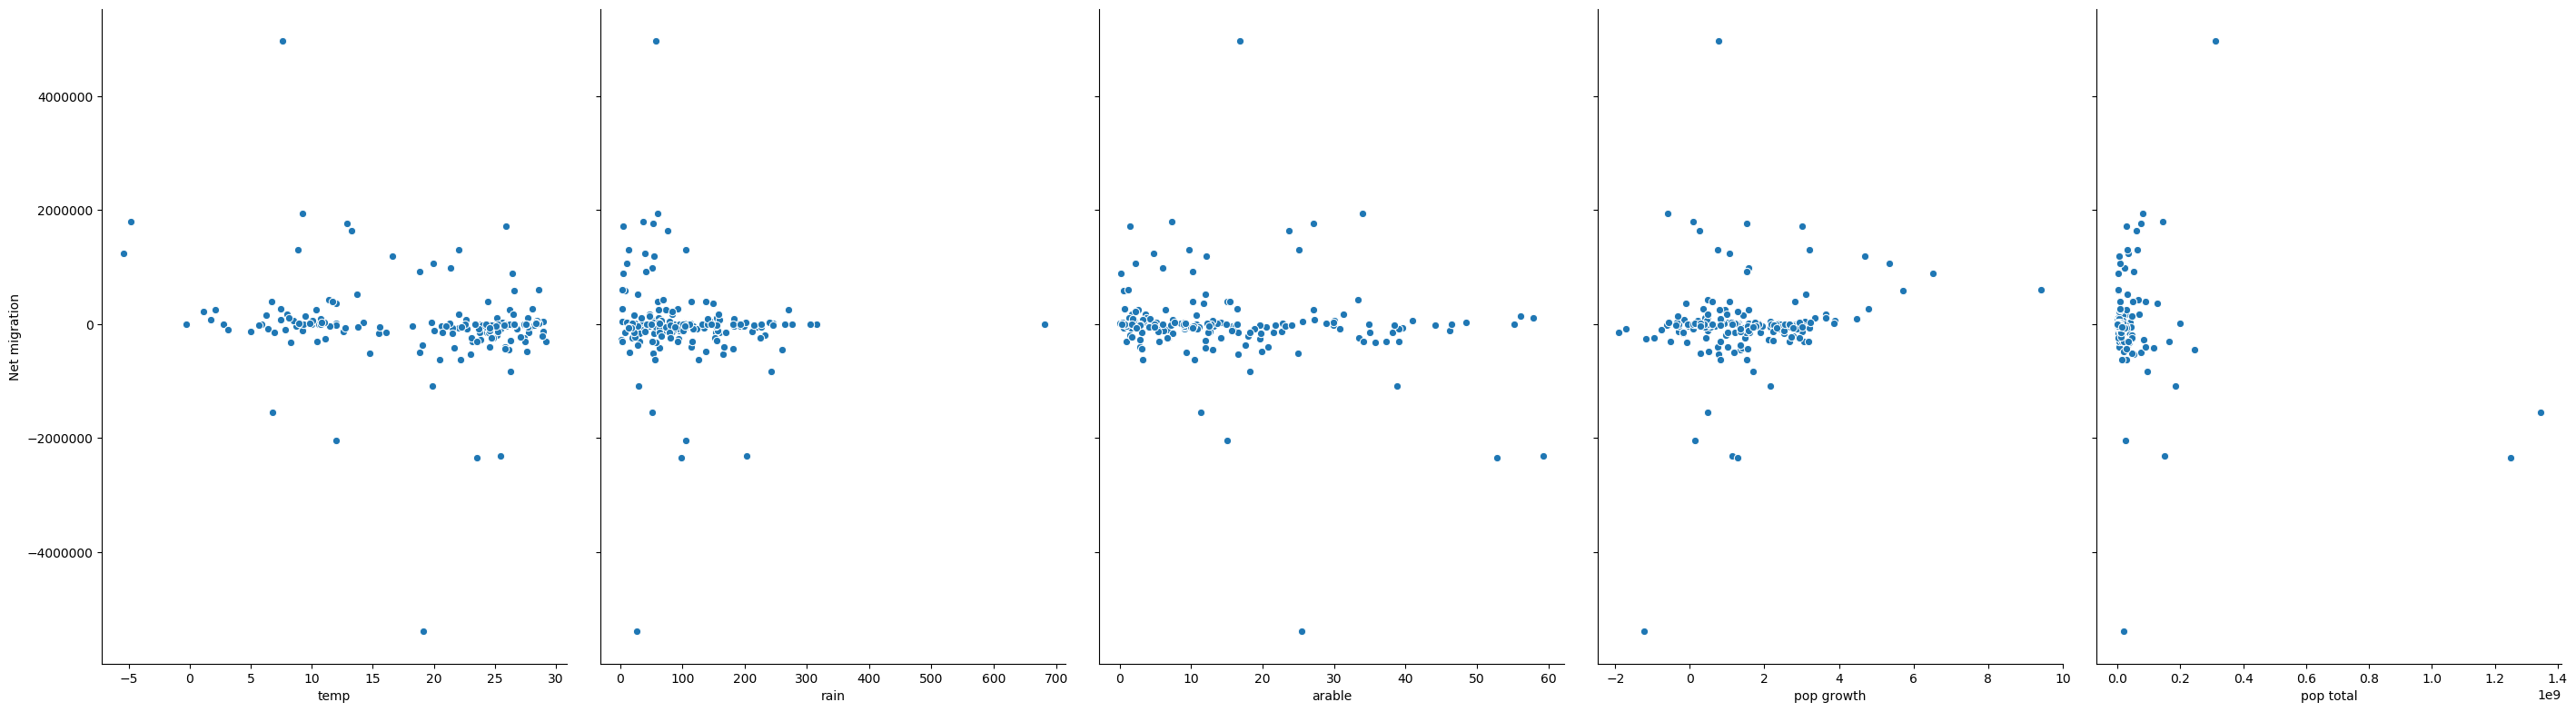 Net migration
4000000
2000000
0
−2000000
−4000000
−5 0 5 10 15 20 25 30
temp
0 100 200 300 400 500 600 700
rain
0 10 20 30 40 50 60
arable
−2 0 2 4 6 8 10
pop growth
0.0 0.2 0.4 0.6 0.8 1.0 1.2 1.4
1e9
pop total